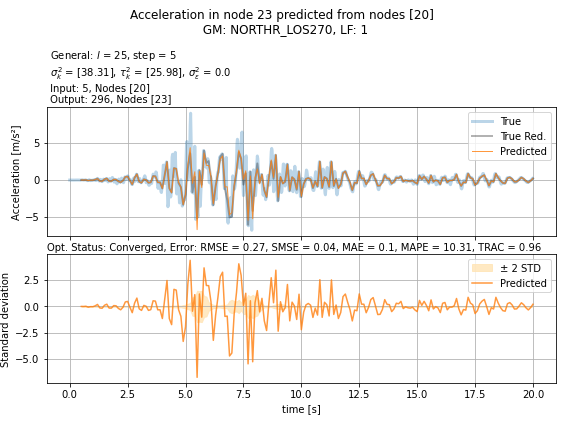 Acceleration in node 23 predicted from nodes [20]
GM: NORTHR_LOS270, LF: 1
General: l = 25, step = 5
σ²ₖ = [38.31], τ²ₖ = [25.98], σ²_ε = 0.0
Input: 5, Nodes [20]
Output: 296, Nodes [23]
Acceleration [m/s²]
5
0
−5
True
True Red.
Predicted
Opt. Status: Converged, Error: RMSE = 0.27, SMSE = 0.04, MAE = 0.1, MAPE = 10.31, TRAC = 0.96
Standard deviation
2.5
0.0
−2.5
−5.0
± 2 STD
Predicted
0.0 2.5 5.0 7.5 10.0 12.5 15.0 17.5 20.0
time [s]